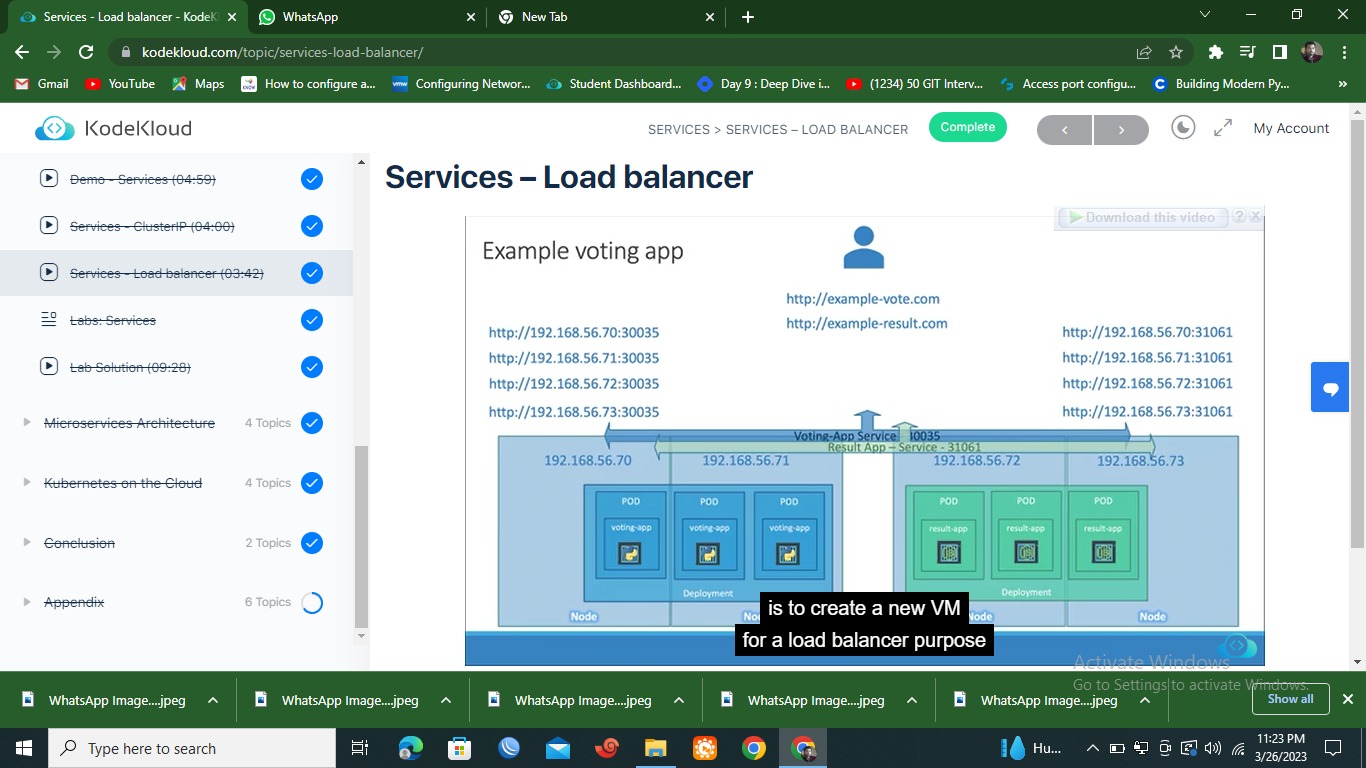 Services - Load balancer - KodeK
WhatsApp
New Tab
kodekloud.com/topic/services-load-balancer/
Gmail
YouTube
Maps
How to configure a...
Configuring Networ...
Student Dashboard...
Day 9 : Deep Dive i...
(1234) 50 GIT Interv...
Access port configu...
Building Modern Py...
KodeKloud
SERVICES > SERVICES – LOAD BALANCER
Complete
My Account
Demo - Services (04:59)
Services - ClusterIP (04:00)
Services - Load balancer (03:42)
Labs: Services
Lab Solution (09:28)
Microservices Architecture 4 Topics
Kubernetes on the Cloud 4 Topics
Conclusion 2 Topics
Appendix 6 Topics
Services – Load balancer
Download this video ? X
Example voting app
http://example-vote.com
http://example-result.com
http://192.168.56.70:30035
http://192.168.56.71:30035
http://192.168.56.72:30035
http://192.168.56.73:30035
http://192.168.56.70:31061
http://192.168.56.71:31061
http://192.168.56.72:31061
http://192.168.56.73:31061
Voting-App Service 30035
Result App – Service - 31061
192.168.56.70 192.168.56.71 192.168.56.72 192.168.56.73
POD POD POD POD POD POD
voting-app voting-app voting-app result-app result-app result-app
Deployment Deployment
Node Node Node
is to create a new VM
for a load balancer purpose
Activate Windows
Go to Settings to activate Windows.
WhatsApp Image....jpeg
WhatsApp Image....jpeg
WhatsApp Image....jpeg
WhatsApp Image....jpeg
WhatsApp Image....jpeg
Show all
Type here to search
Hu...
11:23 PM
3/26/2023